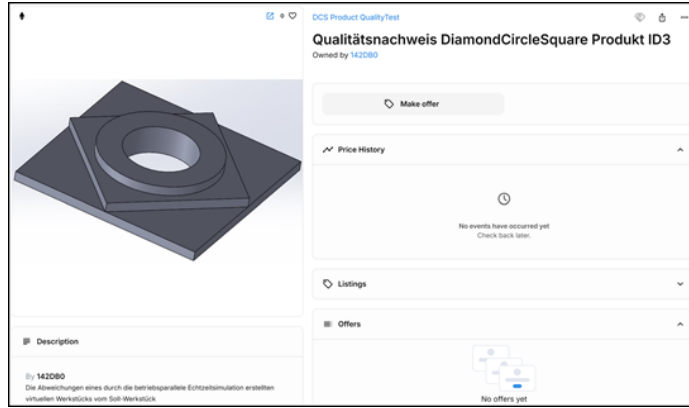 0
DCS Product QualityTest
Qualitätsnachweis DiamondCircleSquare Produkt ID3
Owned by 142DB0
Make offer
Price History
No events have occurred yet
Check back later.
Listings
Offers
No offers yet
Description
By 142DB0
Die Abweichungen eines durch die betriebsparallele Echtzeitsimulation erstellten
virtuellen Werkstücks vom Soll-Werkstück